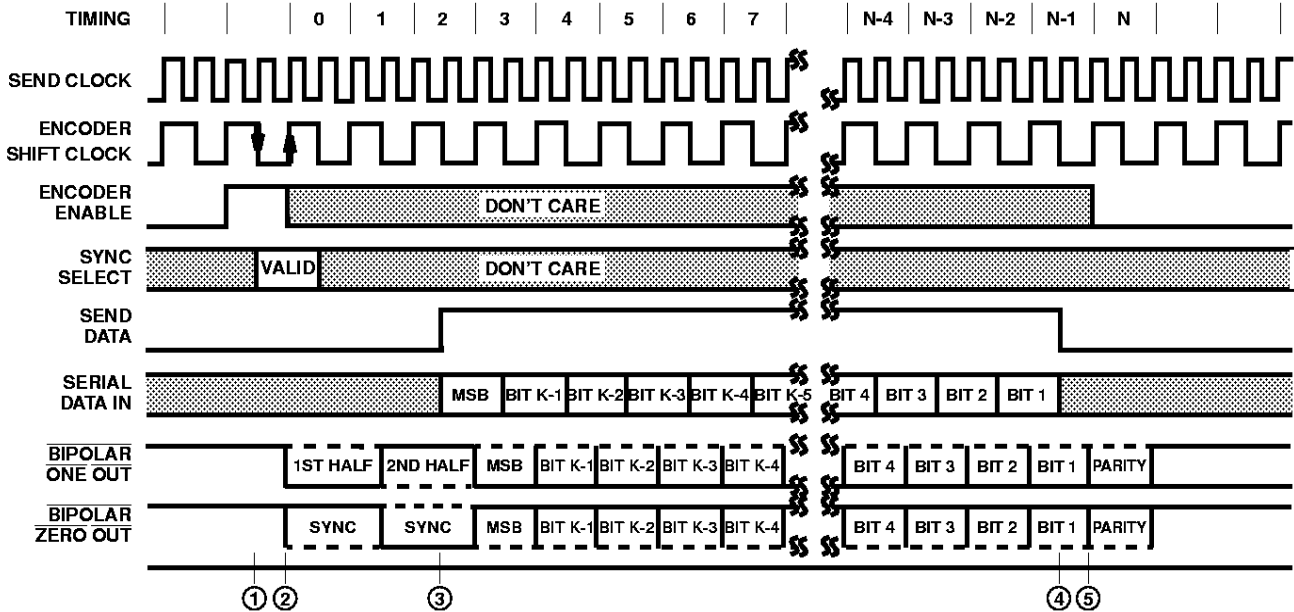 TIMING 0 1 2 3 4 5 6 7 N-4 N-3 N-2 N-1 N
SEND CLOCK
ENCODER
SHIFT CLOCK
ENCODER
ENABLE
DON'T CARE
SYNC
SELECT
VALID
DON'T CARE
SEND
DATA
SERIAL
DATA IN
MSB BIT K-1 BIT K-2 BIT K-3 BIT K-4 BIT K-5 BIT 4 BIT 3 BIT 2 BIT 1
BIPOLAR
ONE OUT
1ST HALF 2ND HALF MSB BIT K-1 BIT K-2 BIT K-3 BIT K-4 BIT 4 BIT 3 BIT 2 BIT 1 PARITY
BIPOLAR
ZERO OUT
SYNC SYNC MSB BIT K-1 BIT K-2 BIT K-3 BIT K-4 BIT 4 BIT 3 BIT 2 BIT 1 PARITY
1 2 3 4 5